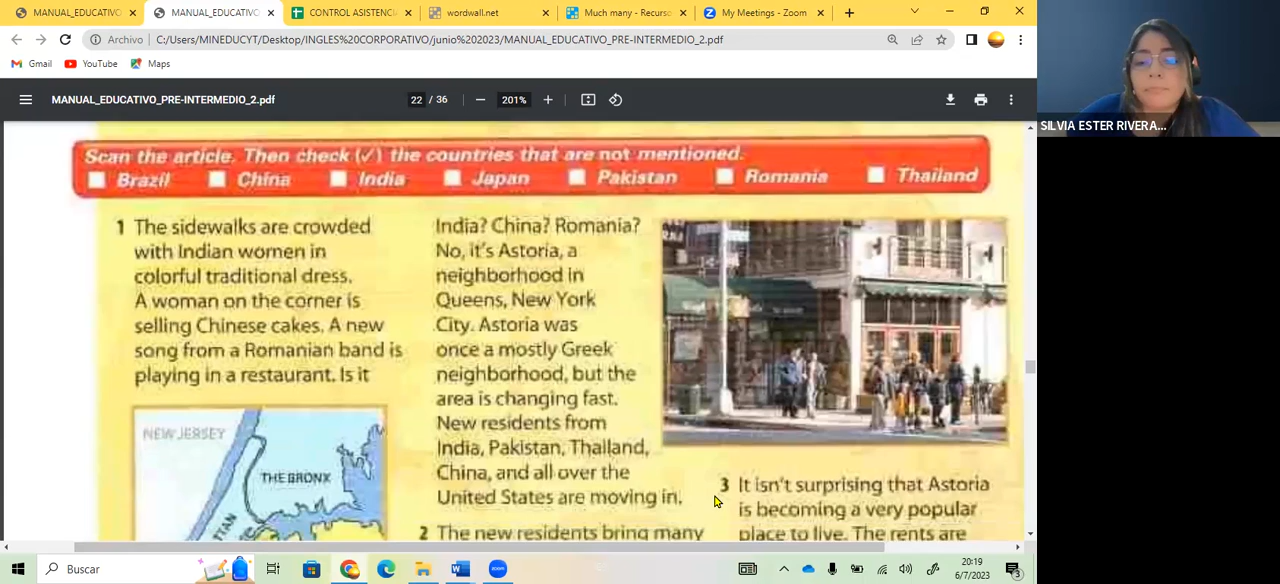 MANUAL_EDUCATIVO
MANUAL_EDUCATIVO
CONTROL ASISTENCI
wordwall.net
Much many - Recurso
My Meetings - Zoom
Archivo C:/Users/MINEDUCYT/Desktop/INGLES%20CORPORATIVO/junio%202023/MANUAL_EDUCATIVO_PRE-INTERMEDIO_2.pdf
Gmail YouTube Maps
MANUAL_EDUCATIVO_PRE-INTERMEDIO_2.pdf 22 / 36 201%
SILVIA ESTER RIVERA...
Scan the article. Then check (✓) the countries that are not mentioned.
Brazil China India Japan Pakistan Romania Thailand
1 The sidewalks are crowded
with Indian women in
colorful traditional dress.
A woman on the corner is
selling Chinese cakes. A new
song from a Romanian band is
playing in a restaurant. Is it
India? China? Romania?
No, it's Astoria, a
neighborhood in
Queens, New York
City. Astoria was
once a mostly Greek
neighborhood, but the
area is changing fast.
New residents from
India, Pakistan, Thailand,
China, and all over the
United States are moving in.
2 The new residents bring many
NEW JERSEY
THE BRONX
3 It isn't surprising that Astoria
is becoming a very popular
place to live. The rents are
Buscar
20:19
6/7/2023
3